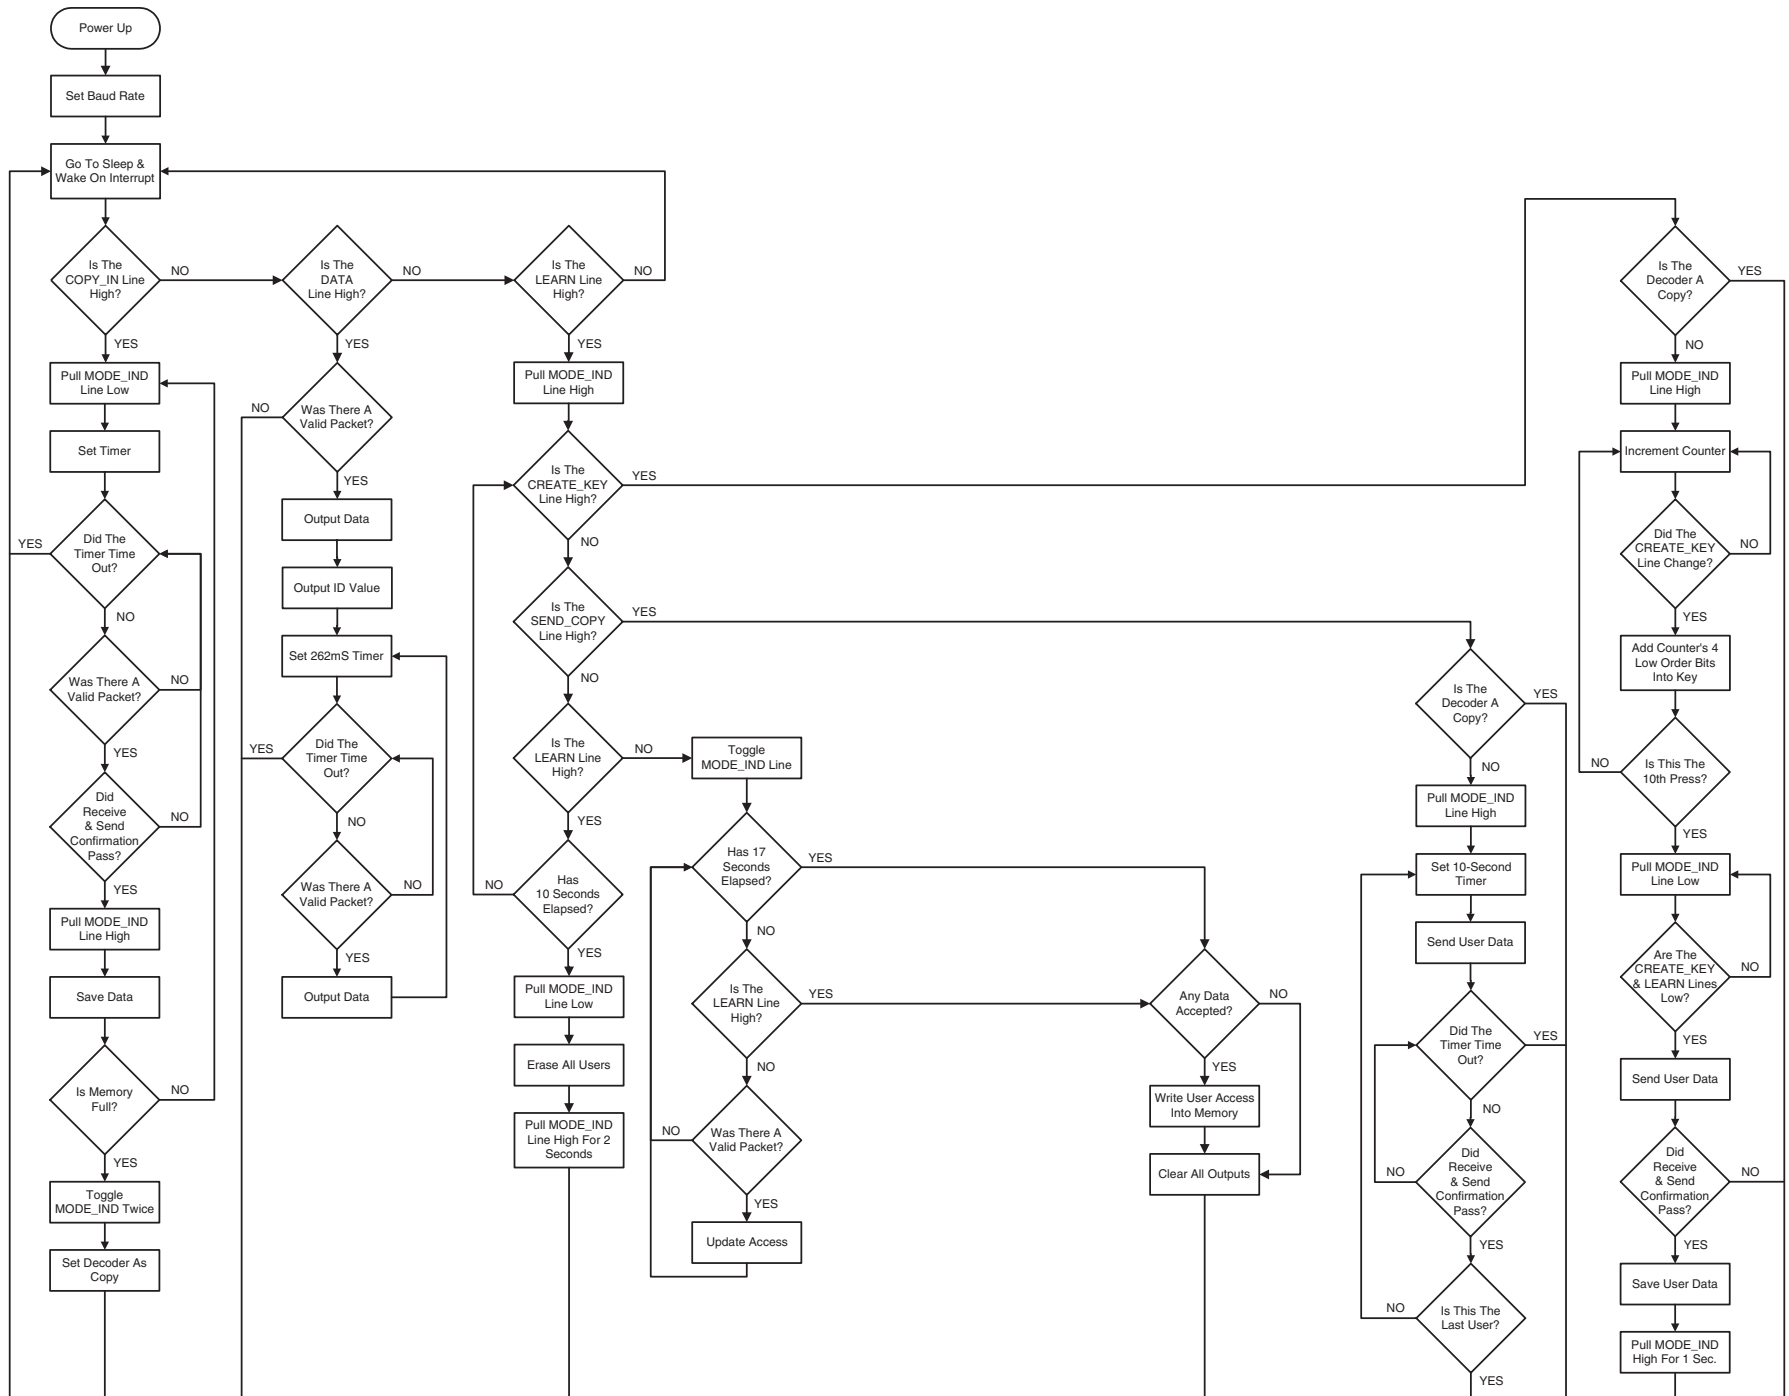 Power Up
Set Baud Rate
Go To Sleep &
Wake On Interrupt
Is The
COPY_IN Line
High?
NO
YES
Pull MODE_IND
Line Low
Set Timer
Did The
Timer Time
Out?
YES
NO
Was There A
Valid Packet?
NO
YES
Did
Receive
& Send
Confirmation
Pass?
NO
YES
Pull MODE_IND
Line High
Save Data
Is Memory
Full?
NO
YES
Toggle
MODE_IND Twice
Set Decoder As
Copy
Is The
DATA
Line High?
NO
YES
Was There A
Valid Packet?
NO
YES
Output Data
Output ID Value
Set 262mS Timer
Did The
Timer Time
Out?
YES
NO
Was There A
Valid Packet?
NO
YES
Output Data
Is The
LEARN Line
High?
NO
YES
Pull MODE_IND
Line High
Is The
CREATE_KEY
Line High?
YES
NO
Is The
SEND_COPY
Line High?
YES
NO
Is The
LEARN Line
High?
NO
YES
Has
10 Seconds
Elapsed?
NO
YES
Pull MODE_IND
Line Low
Erase All Users
Pull MODE_IND
Line High For 2
Seconds
Toggle
MODE_IND Line
Has 17
Seconds
Elapsed?
YES
NO
Is The
LEARN Line
High?
YES
NO
Was There A
Valid Packet?
NO
YES
Update Access
Any Data
Accepted?
NO
YES
Write User Access
Into Memory
Clear All Outputs
Is The
Decoder A
Copy?
YES
NO
Pull MODE_IND
Line High
Set 10-Second
Timer
Send User Data
Did The
Timer Time
Out?
YES
NO
Did
Receive
& Send
Confirmation
Pass?
NO
YES
Is This The
Last User?
NO
YES
Is The
Decoder A
Copy?
YES
NO
Pull MODE_IND
Line High
Increment Counter
Did The
CREATE_KEY
Line Change?
NO
YES
Add Counter's 4
Low Order Bits
Into Key
Is This The
10th Press?
NO
YES
Pull MODE_IND
Line Low
Are The
CREATE_KEY
& LEARN Lines
Low?
NO
YES
Send User Data
Did
Receive
& Send
Confirmation
Pass?
NO
YES
Save User Data
Pull MODE_IND
High For 1 Sec.